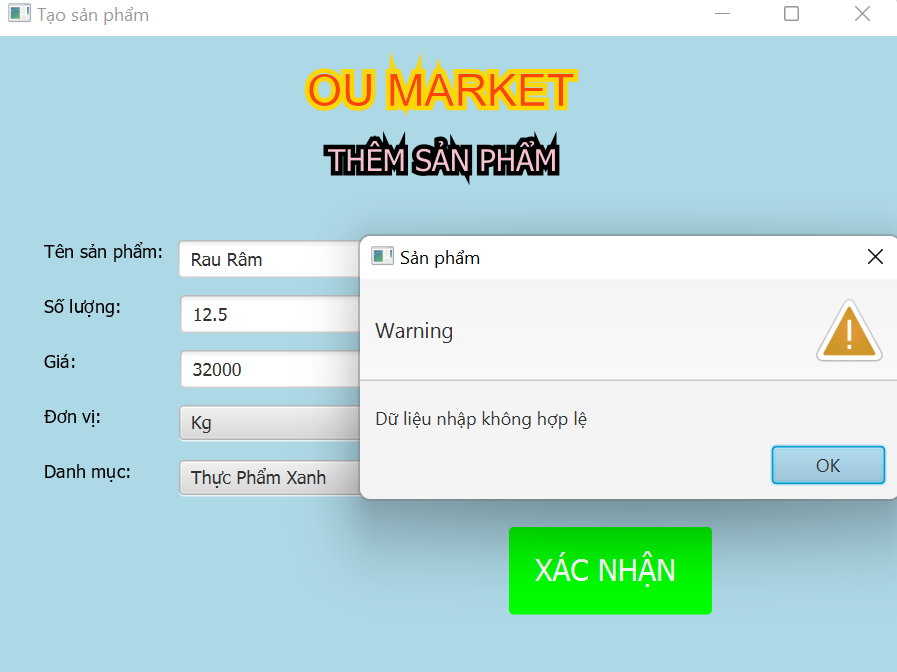 Tạo sản phẩm
OU MARKET
THÊM SẢN PHẨM
Tên sản phẩm: Rau Râm
Số lượng: 12.5
Giá: 32000
Đơn vị: Kg
Danh mục: Thực Phẩm Xanh
Sản phẩm
Warning
Dữ liệu nhập không hợp lệ
OK
XÁC NHẬN